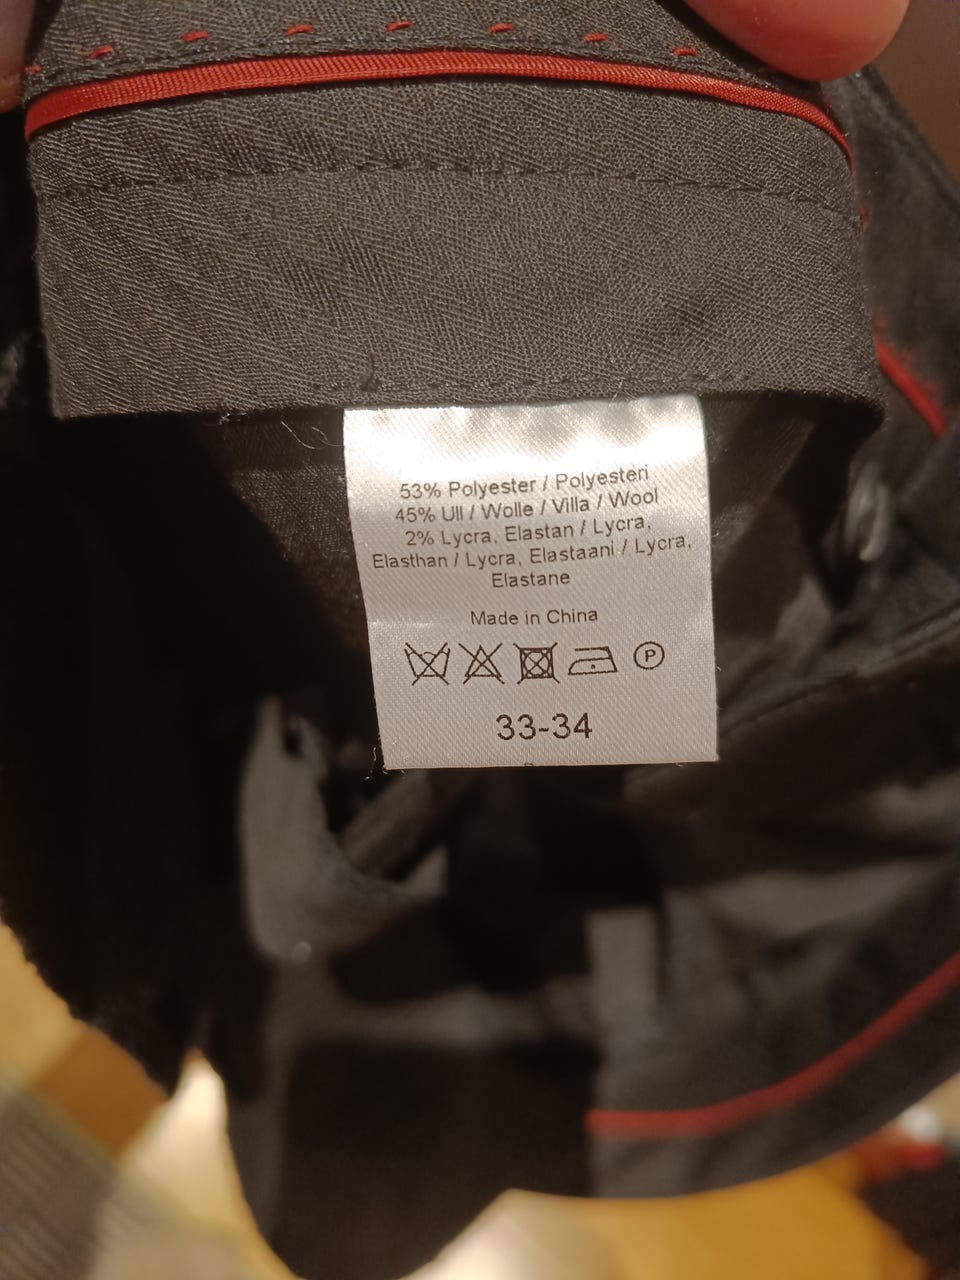 53% Polyester / Polyesteri
45% Ull / Wolle / Villa / Wool
2% Lycra, Elastan / Lycra,
Elasthan / Lycra, Elastaani / Lycra,
Elastane
Made in China
P
33-34